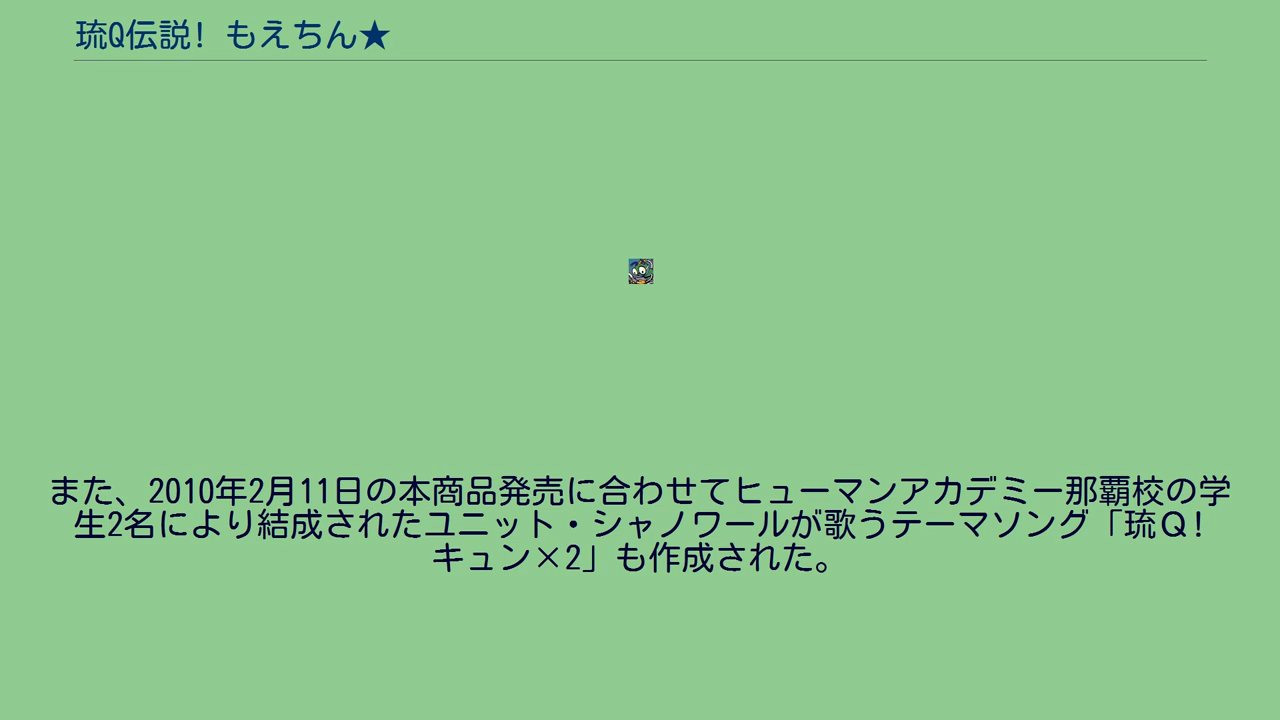 琉Q伝説! もえちん★
また、2010年2月11日の本商品発売に合わせてヒューマンアカデミー那覇校の学
生2名により結成されたユニット・シャノワールが歌うテーマソング「琉Ｑ!
キュン×2」も作成された。